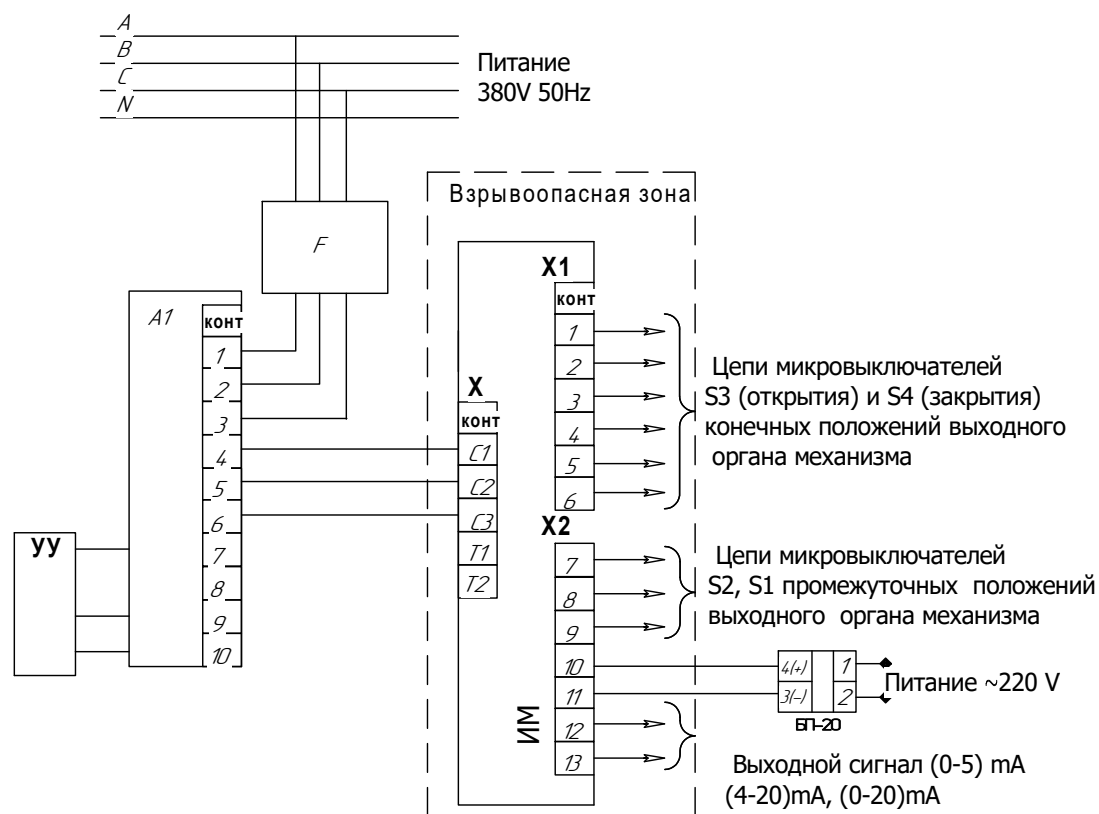 A
B
C
N
Питание
380V 50Hz
Взрывоопасная зона
F
A1
конт
1
2
3
4
5
6
7
8
9
10
УУ
X
конт
C1
C2
C3
T1
T2
X1
конт
1
2
3
4
5
6
Цепи микровыключателей
S3 (открытия) и S4 (закрытия)
конечных положений выходного
органа механизма
X2
7
8
9
10
11
12
13
ИМ
Цепи микровыключателей
S2, S1 промежуточных положений
выходного органа механизма
4(+)
1
3(-)
2
БП-20
Питание ~220 V
Выходной сигнал (0-5) mA
(4-20)mA, (0-20)mA